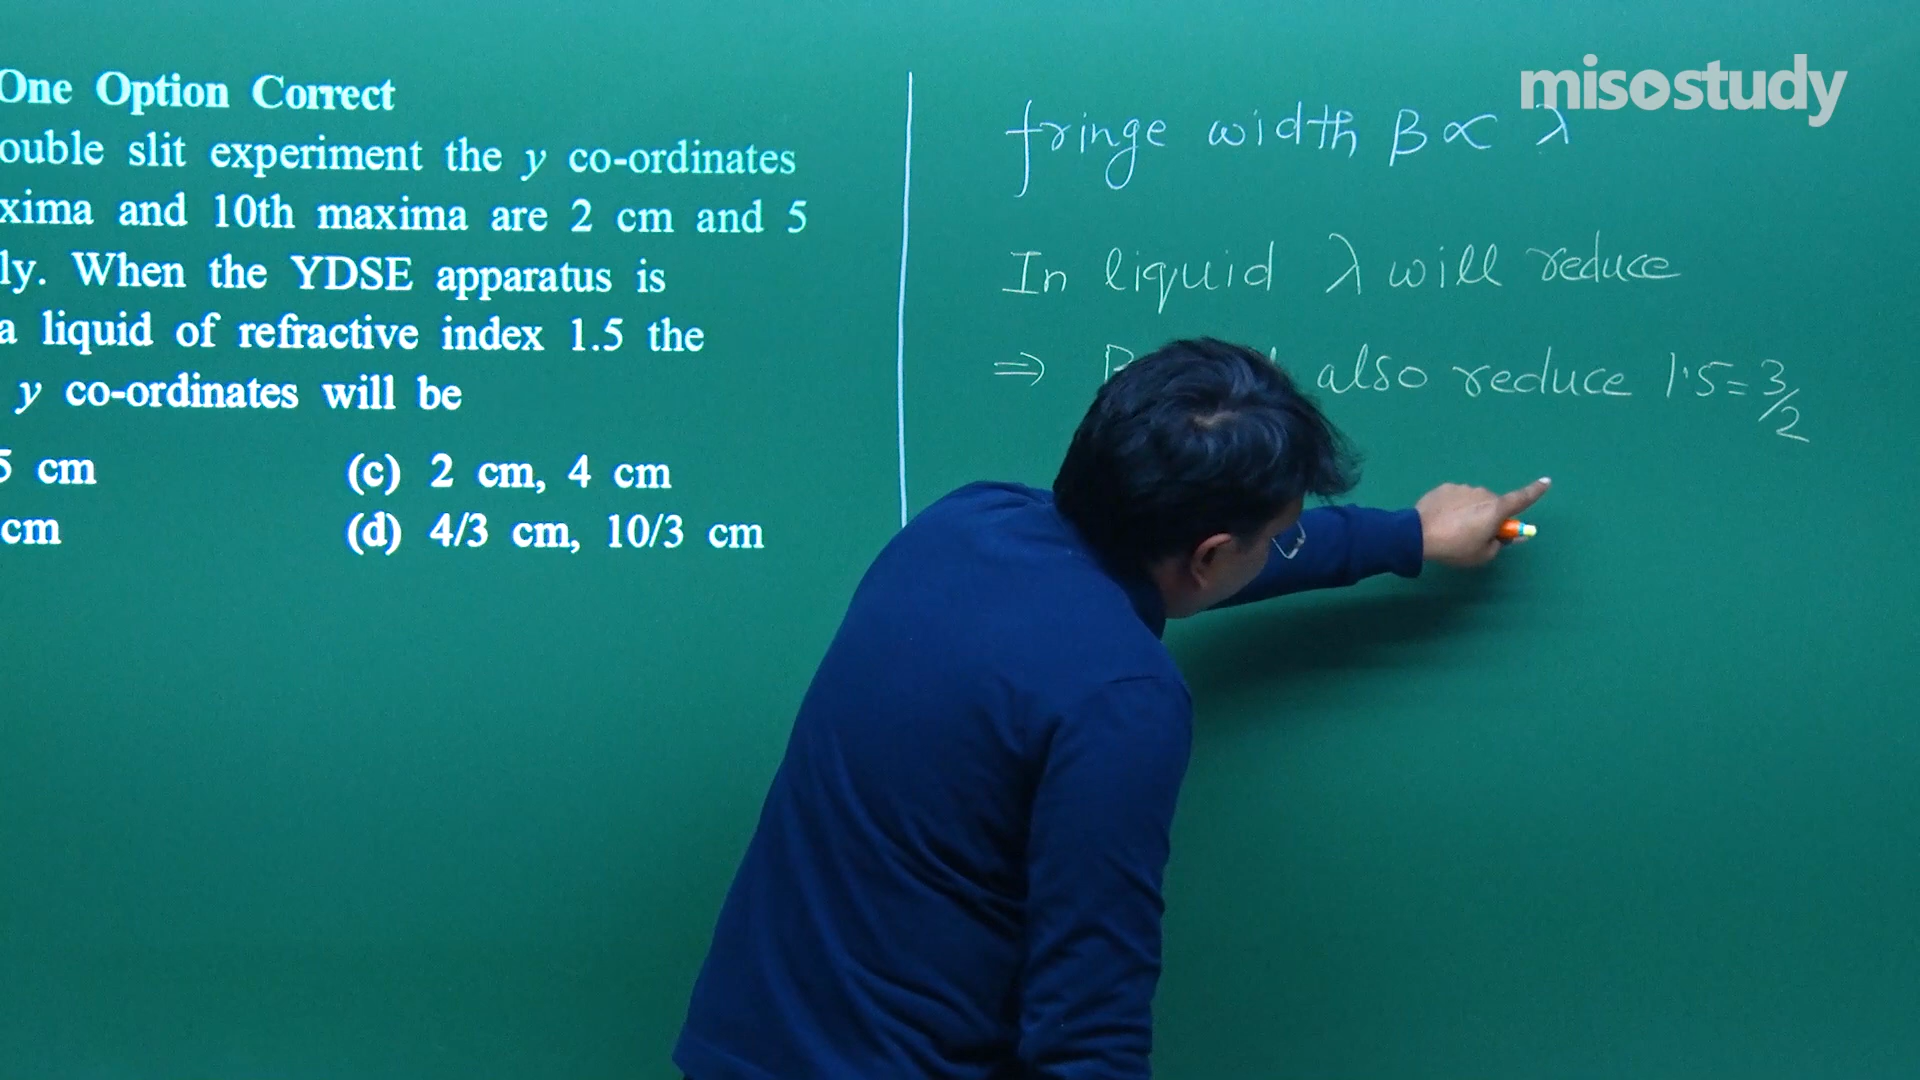 One Option Correct
ouble slit experiment the y co-ordinates
xima and 10th maxima are 2 cm and 5
ly. When the YDSE apparatus is
a liquid of refractive index 1.5 the
y co-ordinates will be
5 cm (c) 2 cm, 4 cm
cm (d) 4/3 cm, 10/3 cm
misostudy
fringe width β ∝ λ
In liquid λ will reduce
⇒ also reduce 1.5 = 3/2